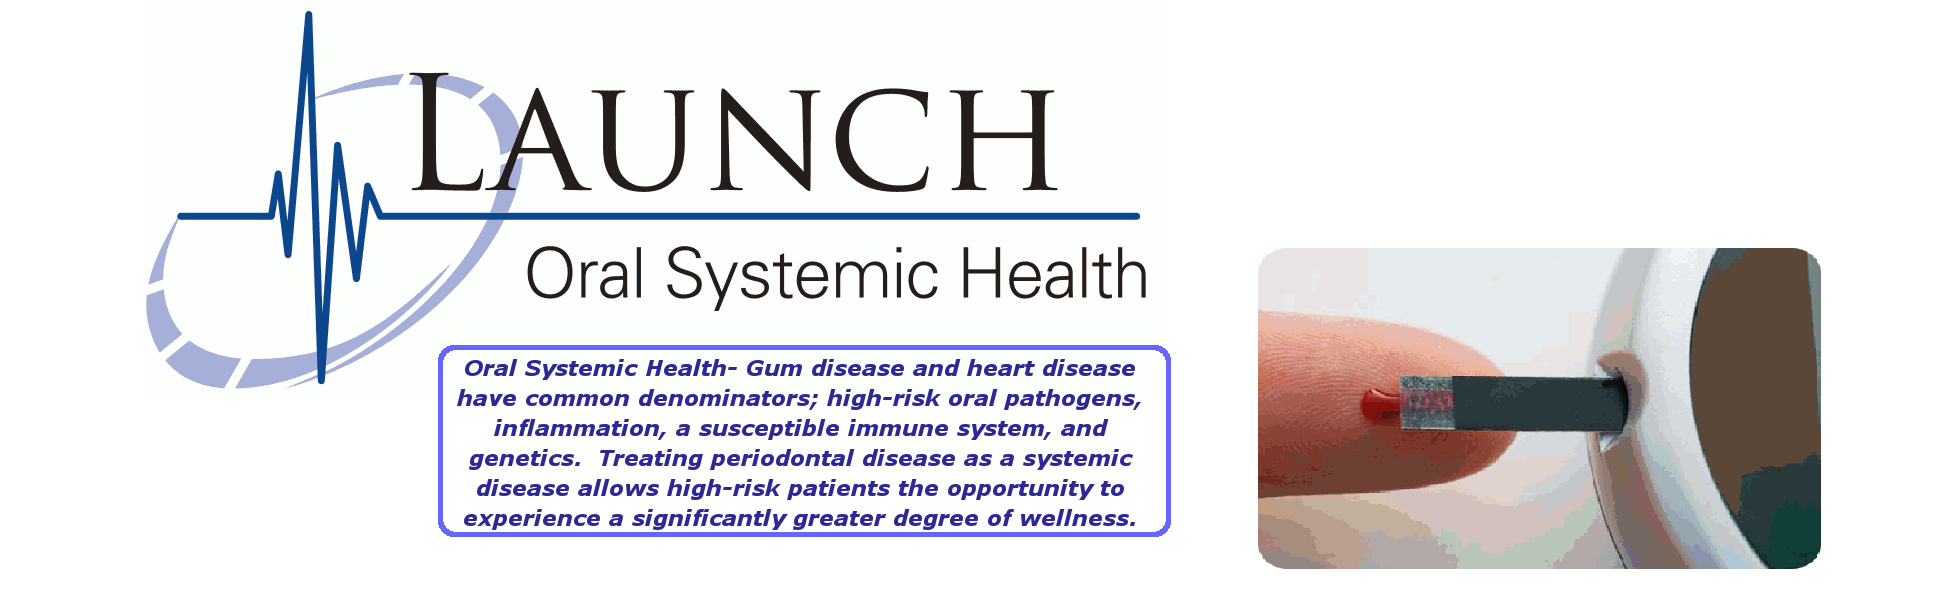 LAUNCH
Oral Systemic Health
Oral Systemic Health- Gum disease and heart disease
have common denominators; high-risk oral pathogens,
inflammation, a susceptible immune system, and
genetics.  Treating periodontal disease as a systemic
disease allows high-risk patients the opportunity to
experience a significantly greater degree of wellness.